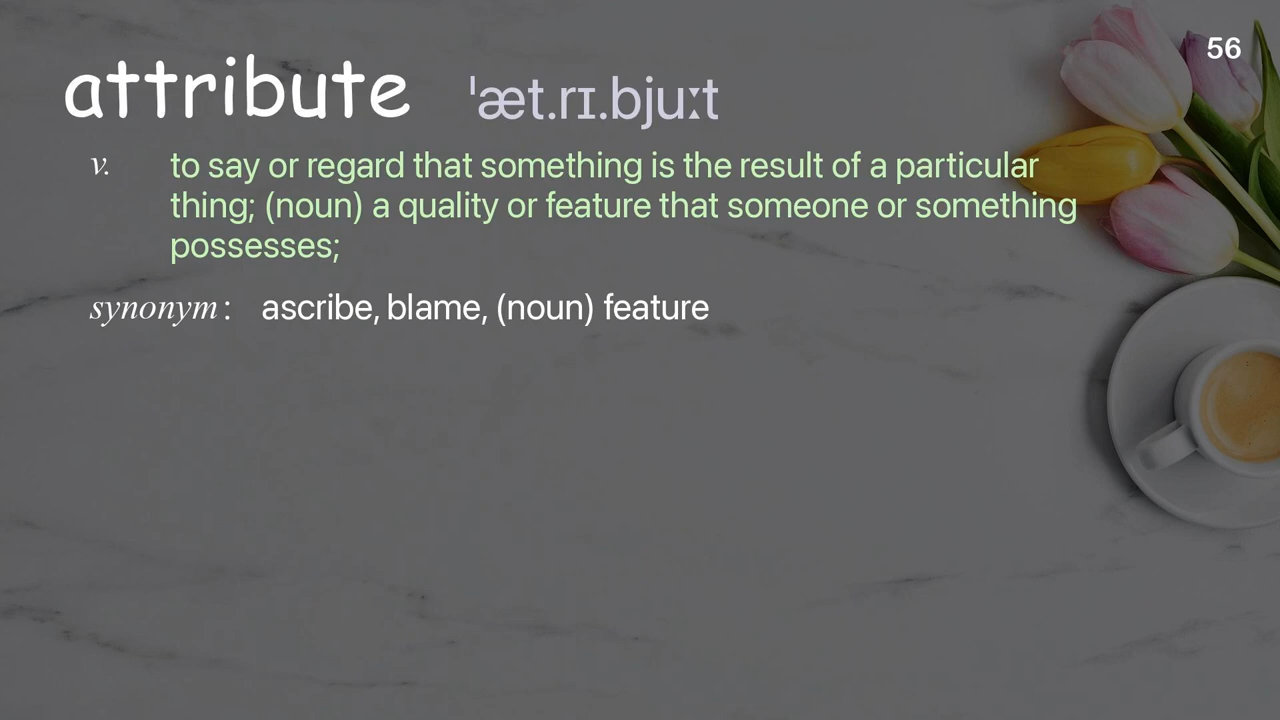 56
attribute ˈæt.rɪ.bjuːt
v. to say or regard that something is the result of a particular
thing; (noun) a quality or feature that someone or something
possesses;
synonym: ascribe, blame, (noun) feature